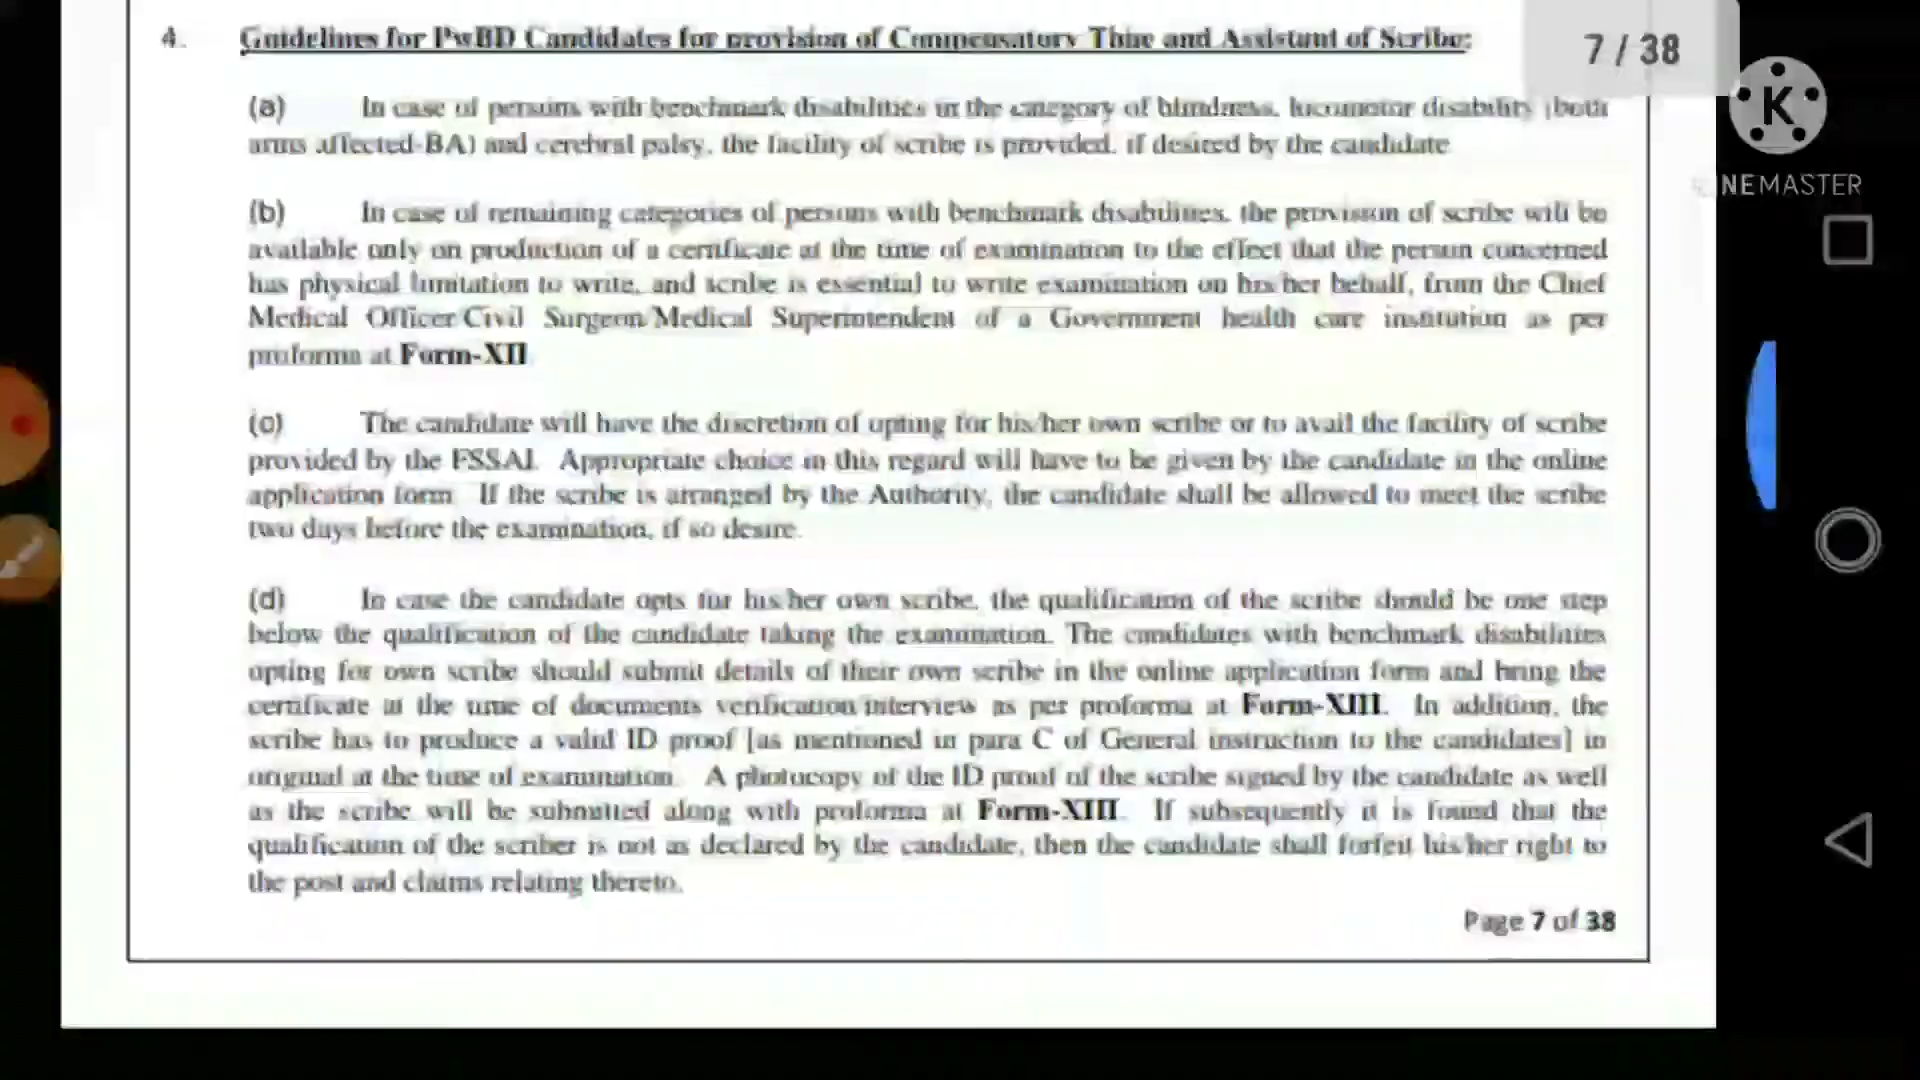 4. Guidelines for PwBD Candidates for provision of Compensatory Time and Assistant of Scribe:
7 / 38
(a) In case of persons with benchmark disabilities in the category of blindness, locomotor disability (both
arms affected-BA) and cerebral palsy, the facility of scribe is provided, if desired by the candidate
(b) In case of remaining categories of persons with benchmark disabilities, the provision of scribe will be
available only on production of a certificate at the time of examination to the effect that the person concerned
has physical limitation to write, and scribe is essential to write examination on his/her behalf, from the Chief
Medical Officer/Civil Surgeon/Medical Superintendent of a Government health care institution as per
proforma at Form-XII
(c) The candidate will have the discretion of opting for his/her own scribe or to avail the facility of scribe
provided by the FSSAI. Appropriate choice in this regard will have to be given by the candidate in the online
application form If the scribe is arranged by the Authority, the candidate shall be allowed to meet the scribe
two days before the examination, if so desire.
(d) In case the candidate opts for his/her own scribe, the qualification of the scribe should be one step
below the qualification of the candidate taking the examination. The candidates with benchmark disabilities
opting for own scribe should submit details of their own scribe in the online application form and bring the
certificate at the time of documents verification/interview as per proforma at Form-XIII. In addition, the
scribe has to produce a valid ID proof [as mentioned in para C of General instruction to the candidates] in
original at the time of examination. A photocopy of the ID proof of the scribe signed by the candidate as well
as the scribe will be submitted along with proforma at Form-XIII. If subsequently it is found that the
qualification of the scriber is not as declared by the candidate, then the candidate shall forfeit his/her right to
the post and claims relating thereto.
Page 7 of 38
K
NEMASTER